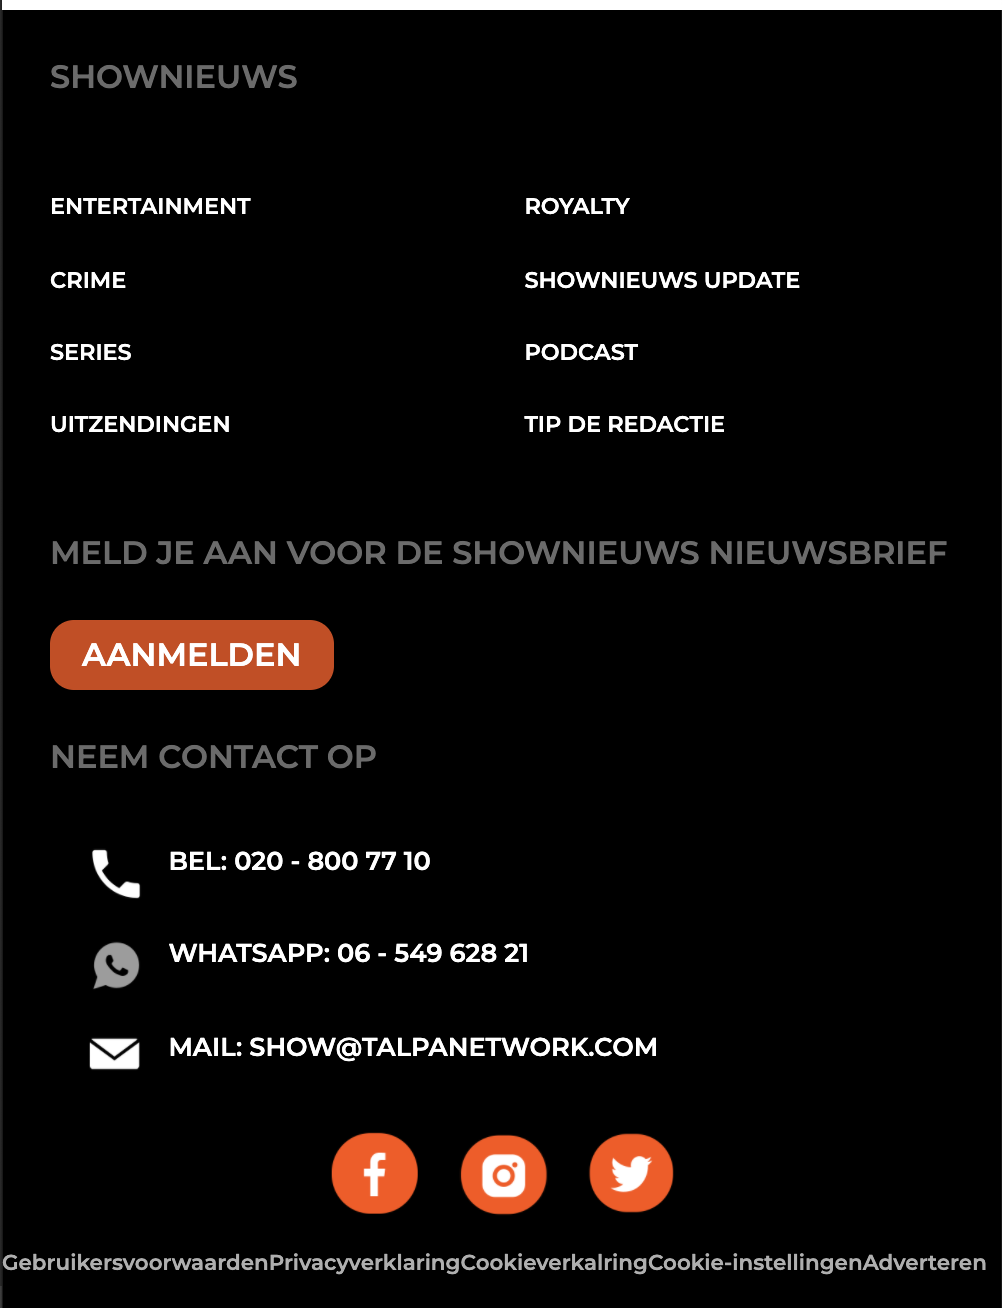 SHOWNIEUWS
ENTERTAINMENT
ROYALTY
CRIME
SHOWNIEUWS UPDATE
SERIES
PODCAST
UITZENDINGEN
TIP DE REDACTIE
MELD JE AAN VOOR DE SHOWNIEUWS NIEUWSBRIEF
AANMELDEN
NEEM CONTACT OP
BEL: 020 - 800 77 10
WHATSAPP: 06 - 549 628 21
MAIL: SHOW@TALPANETWORK.COM
GebruikersvoorwaardenPrivacyverklaringCookieverkalringCookie-instellingenAdverteren